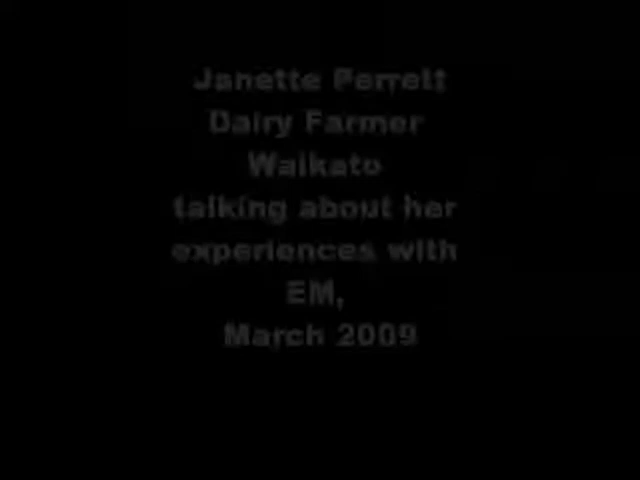 Janette Perrett
Dairy Farmer
Waikato
talking about her
experiences with
EM,
March 2009